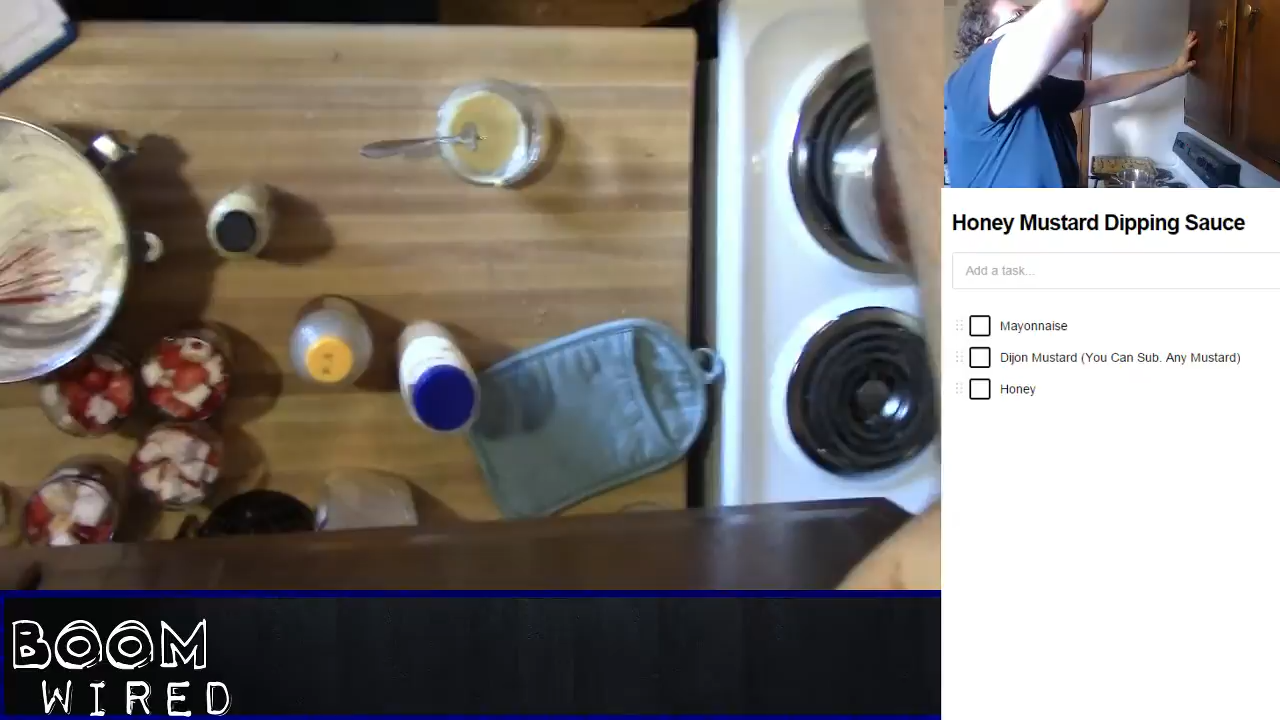 Honey Mustard Dipping Sauce
Add a task...
Mayonnaise
Dijon Mustard (You Can Sub. Any Mustard)
Honey
BOOM
WIRED